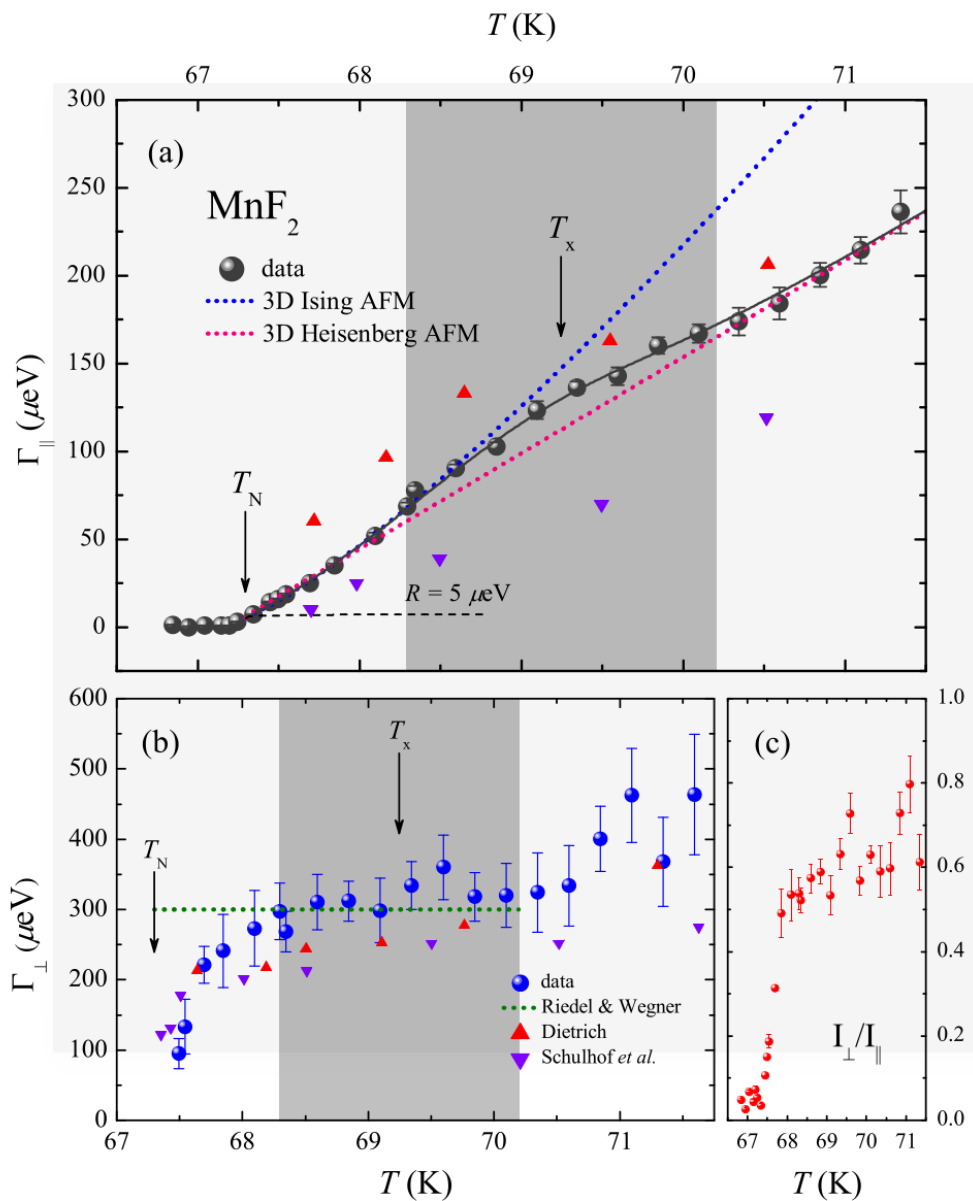 T (K)
67 68 69 70 71
300
250
200
150
100
50
0
Γ∥ (μeV)
(a)
MnF₂
data
3D Ising AFM
3D Heisenberg AFM
Tₓ
T_N
R = 5 μeV
600
500
400
300
200
100
0
Γ⊥ (μeV)
(b)
Tₓ
T_N
data
Riedel & Wegner
Dietrich
Schulhof et al.
67 68 69 70 71
T (K)
(c)
1.0
0.8
0.6
0.4
0.2
0.0
I⊥/I∥
67 68 69 70 71
T (K)